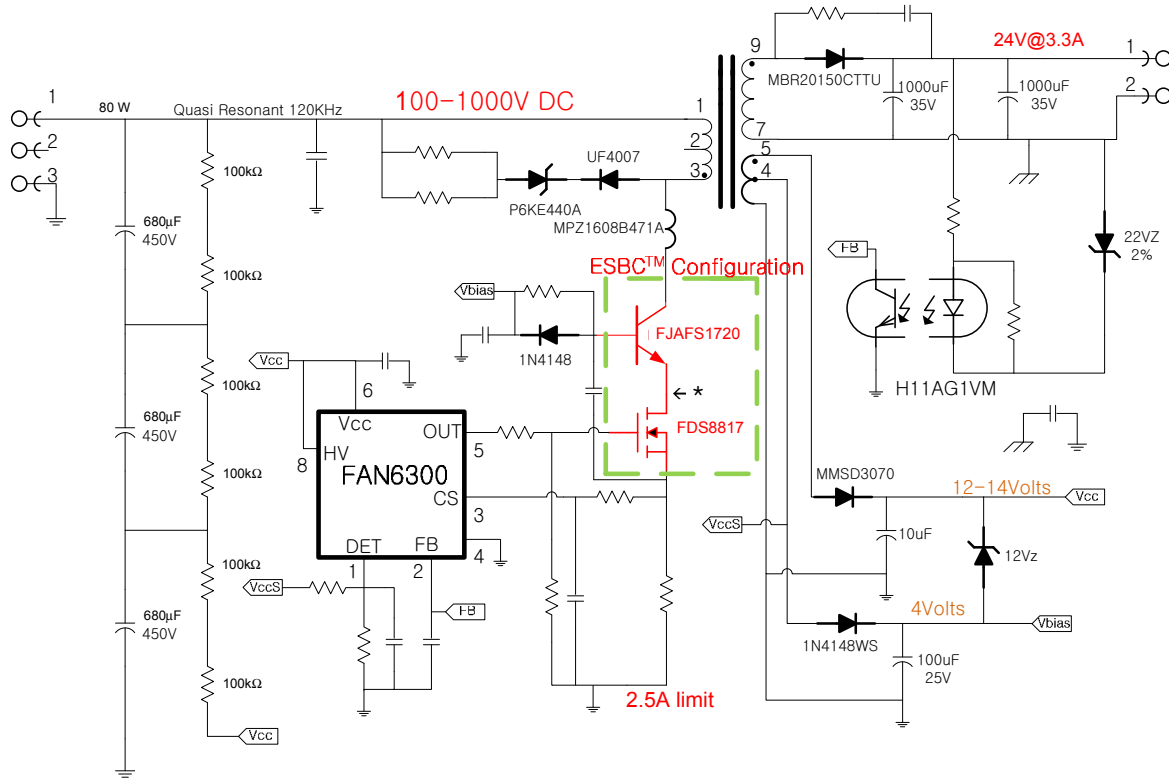 9
24V@3.3A
1
MBR20150CTTU
1000uF
35V
1000uF
35V
2
1
80 W
Quasi Resonant 120KHz
100-1000V DC
1
2
3
7
5
4
2
3
100kΩ
UF4007
P6KE440A
MPZ1608B471A
680µF
450V
22VZ
2%
FB
ESBC™ Configuration
100kΩ
Vbias
FJAFS1720
1N4148
H11AG1VM
Vcc
100kΩ
6
← *
680µF
450V
Vcc
OUT
5
FDS8817
8
HV
FAN6300
100kΩ
MMSD3070
12-14Volts
Vcc
CS
3
VccS
10uF
4
DET
FB
12Vz
100kΩ
1
2
VccS
FB
680µF
450V
4Volts
Vbias
1N4148WS
100uF
25V
100kΩ
2.5A limit
Vcc